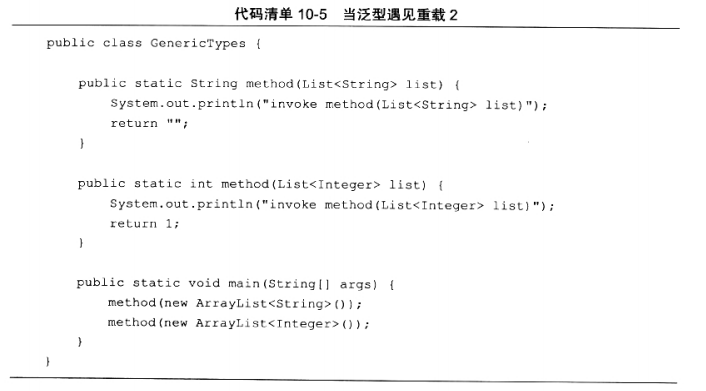 代码清单 10-5 当泛型遇见重载 2
public class GenericTypes {
public static String method(List<String> list) {
System.out.println("invoke method(List<String> list)");
return "";
}
public static int method(List<Integer> list) {
System.out.println("invoke method(List<Integer> list)");
return 1;
}
public static void main(String[] args) {
method(new ArrayList<String>());
method(new ArrayList<Integer>());
}
}